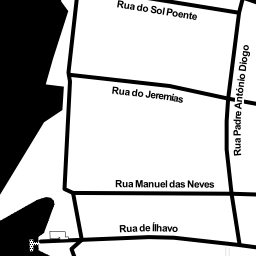 Rua do Sol Poente
Rua do Jeremias
Rua Padre António Diogo
Rua Manuel das Neves
Rua de Ílhavo